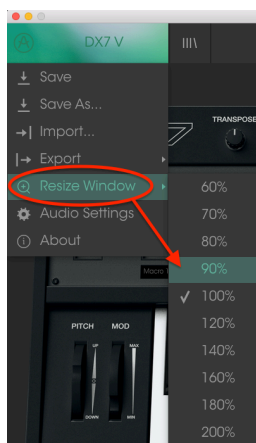 DX7 V
Save
Save As...
Import...
TRANSPOSE
Export
Resize Window
60%
Audio Settings
70%
About
80%
90%
Macro
100%
120%
PITCH MOD
140%
UP MAX
160%
180%
DOWN MIN
200%